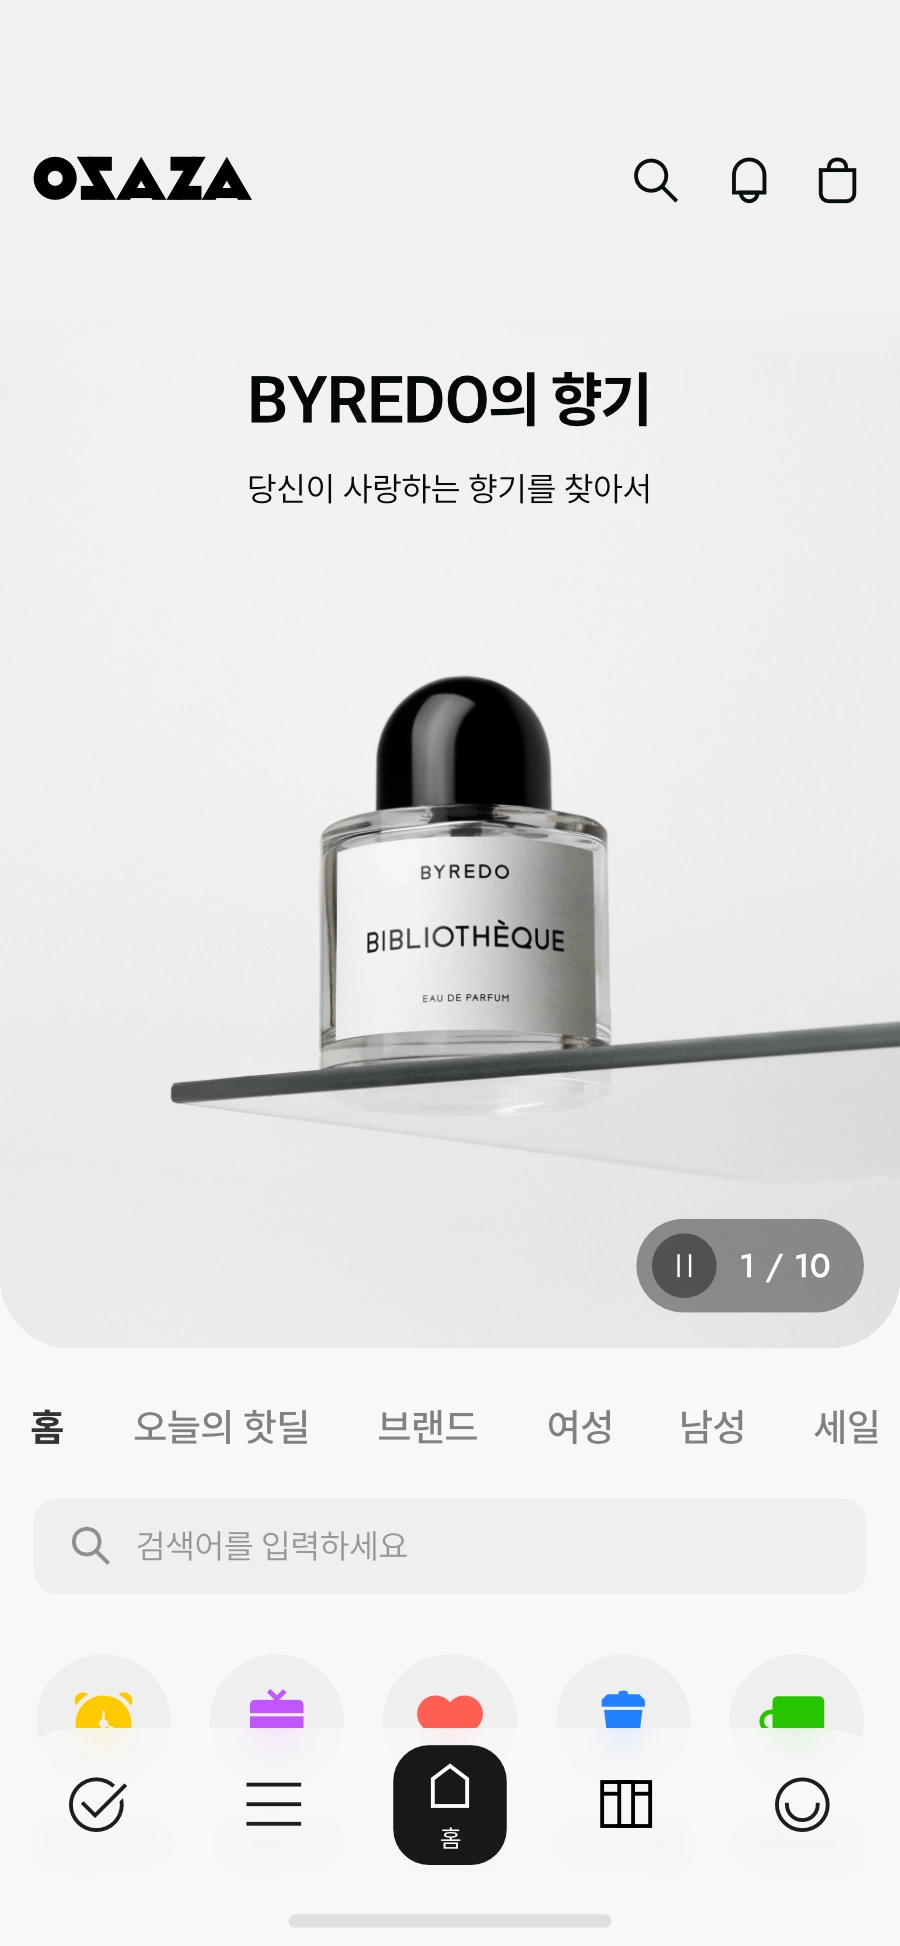 OZAZA
BYREDO의 향기
당신이 사랑하는 향기를 찾아서
BYREDO
BIBLIOTHÈQUE
EAU DE PARFUM
1 / 10
홈 오늘의 핫딜 브랜드 여성 남성 세일
검색어를 입력하세요
홈